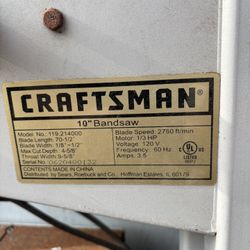 CRAFTSMAN
10" Bandsaw
Model No.: 119.214000 Blade Speed: 2760 ft/min
Blade Length: 70-1/2" Motor: 1/3 HP
Blade Width: 1/8"~1/2" Voltage: 120 V
Max Cut Depth: 4-5/8" Frequency: 60 Hz
Throat Width: 9-5/8" Amps: 3.5
0620400132
CONTENTS MADE IN CHINA
Distributed by Sears, Roebuck and Co., Hoffman Estates, IL 60179